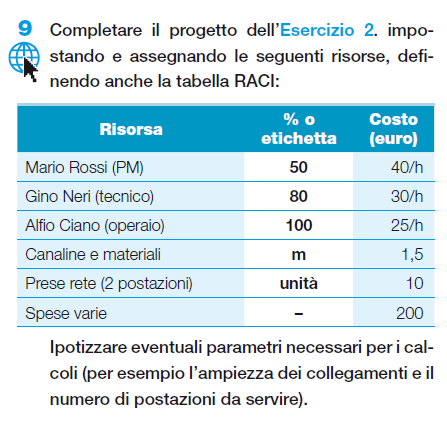 9 Completare il progetto dell'Esercizio 2. impo-
stando e assegnando le seguenti risorse, defi-
nendo anche la tabella RACI:
Risorsa % o etichetta Costo (euro)
Mario Rossi (PM) 50 40/h
Gino Neri (tecnico) 80 30/h
Alfio Ciano (operaio) 100 25/h
Canaline e materiali m 1,5
Prese rete (2 postazioni) unità 10
Spese varie – 200
Ipotizzare eventuali parametri necessari per i cal-
coli (per esempio l'ampiezza dei collegamenti e il
numero di postazioni da servire).